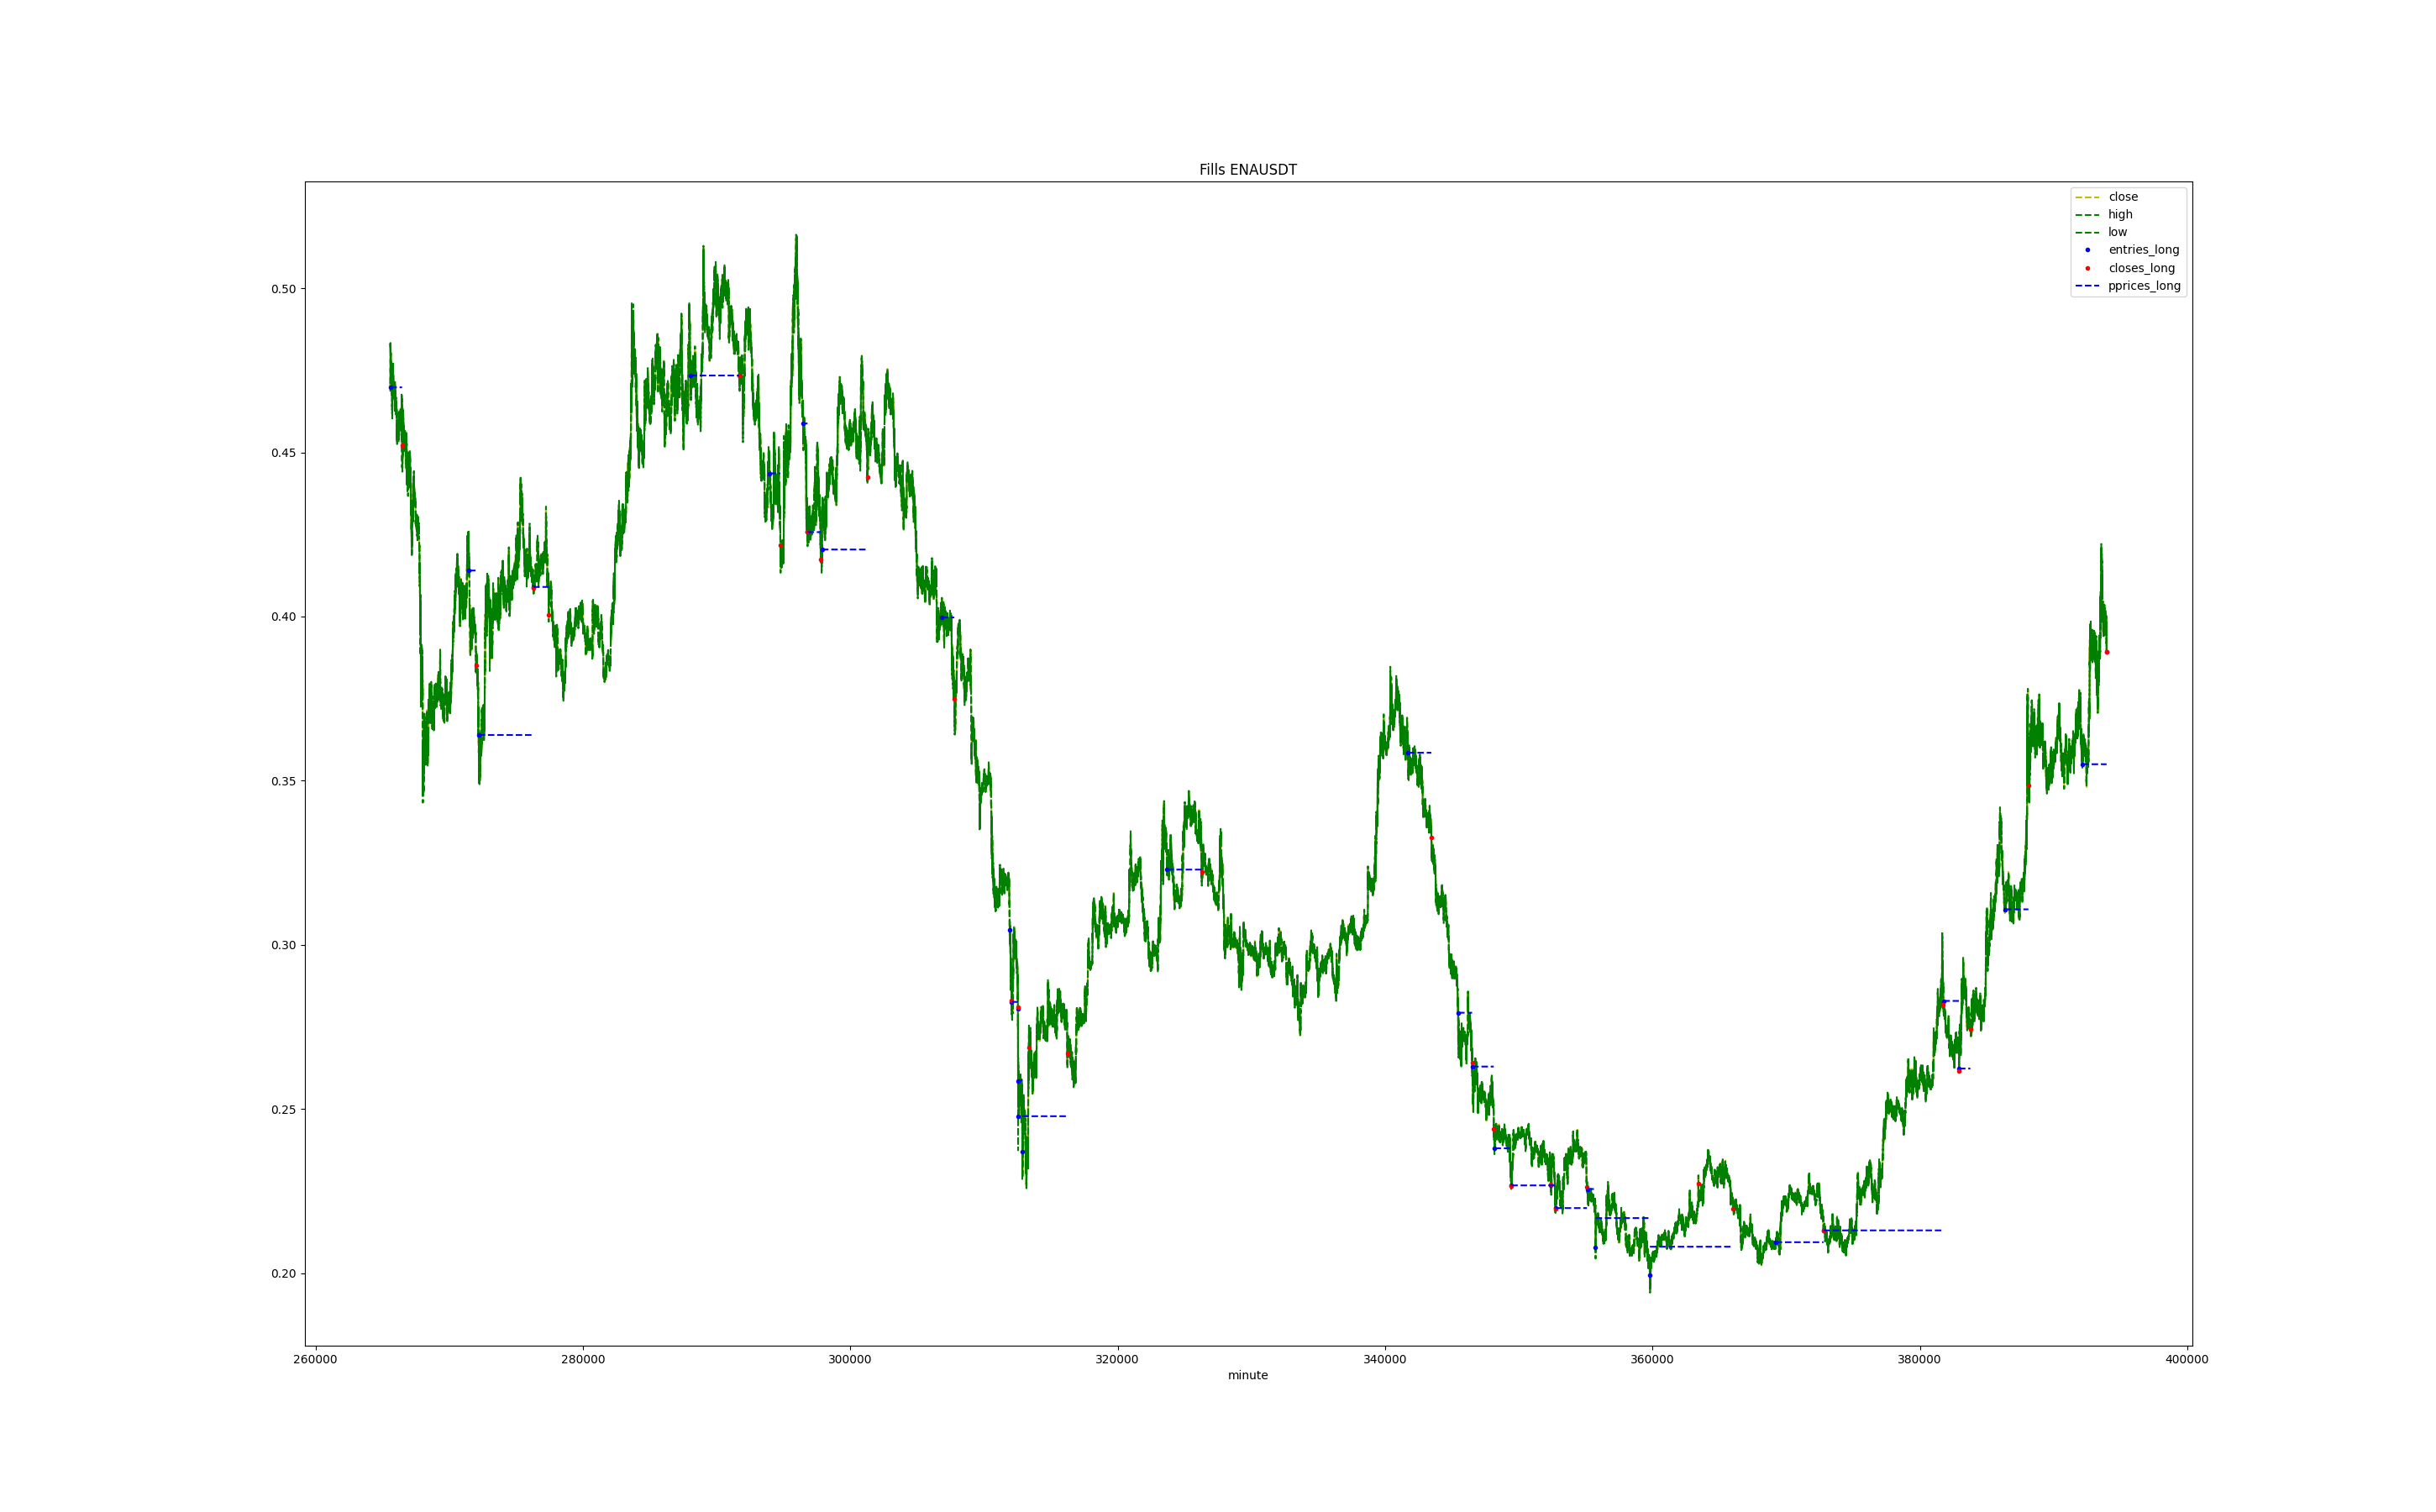 Fills ENAUSDT
close
high
low
entries_long
closes_long
pprices_long
0.50
0.45
0.40
0.35
0.30
0.25
0.20
260000 280000 300000 320000 340000 360000 380000 400000
minute